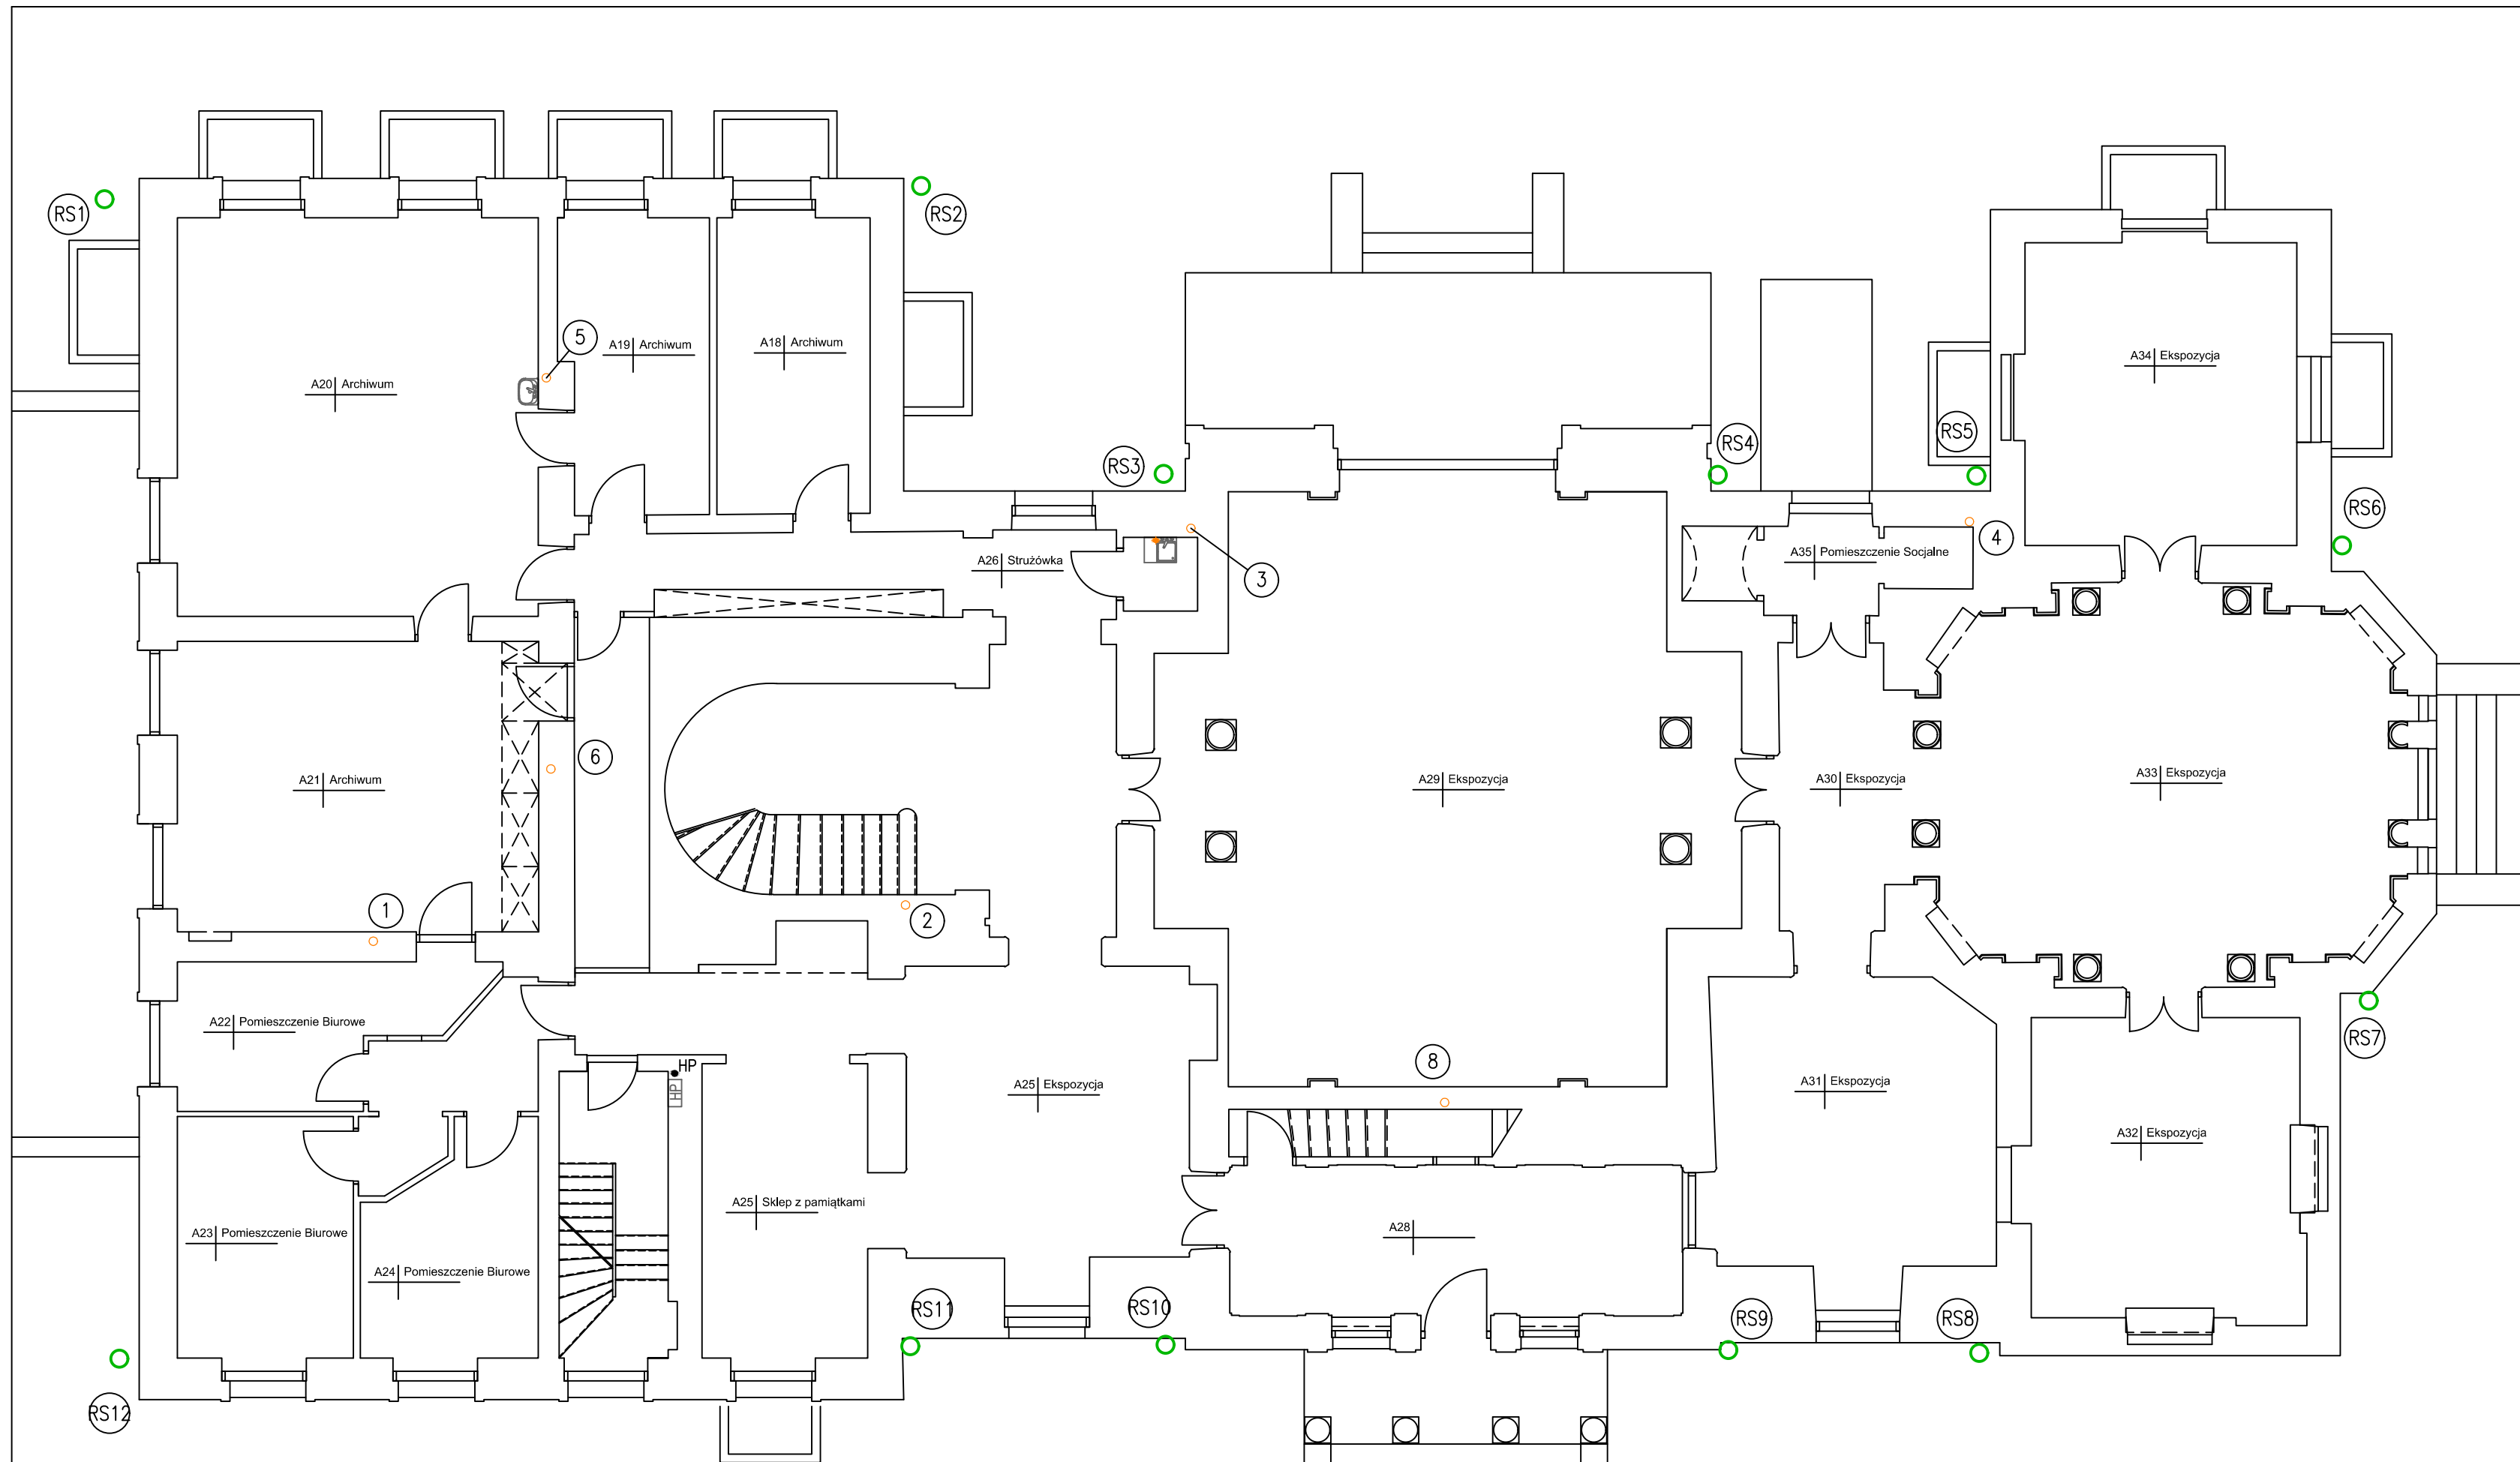 RS1
RS2
5
A19 Archiwum
A18 Archiwum
A20 Archiwum
A34 Ekspozycja
RS5
RS4
RS3
RS6
4
A35 Pomieszczenie Socjalne
A26 Strużówka
3
6
A21 Archiwum
A29 Ekspozycja
A30 Ekspozycja
A33 Ekspozycja
1
2
A22 Pomieszczenie Biurowe
RS7
8
HP
HP
A25 Ekspozycja
A31 Ekspozycja
A32 Ekspozycja
A25 Sklep z pamiątkami
A28
A23 Pomieszczenie Biurowe
A24 Pomieszczenie Biurowe
RS11
RS10
RS9
RS8
RS12